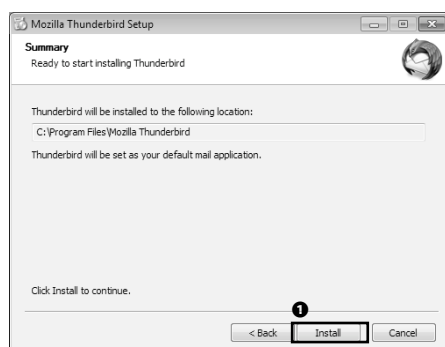 Mozilla Thunderbird Setup
Summary
Ready to start installing Thunderbird
Thunderbird will be installed to the following location:
C:\Program Files\Mozilla Thunderbird
Thunderbird will be set as your default mail application.
Click Install to continue.
❶
< Back Install Cancel